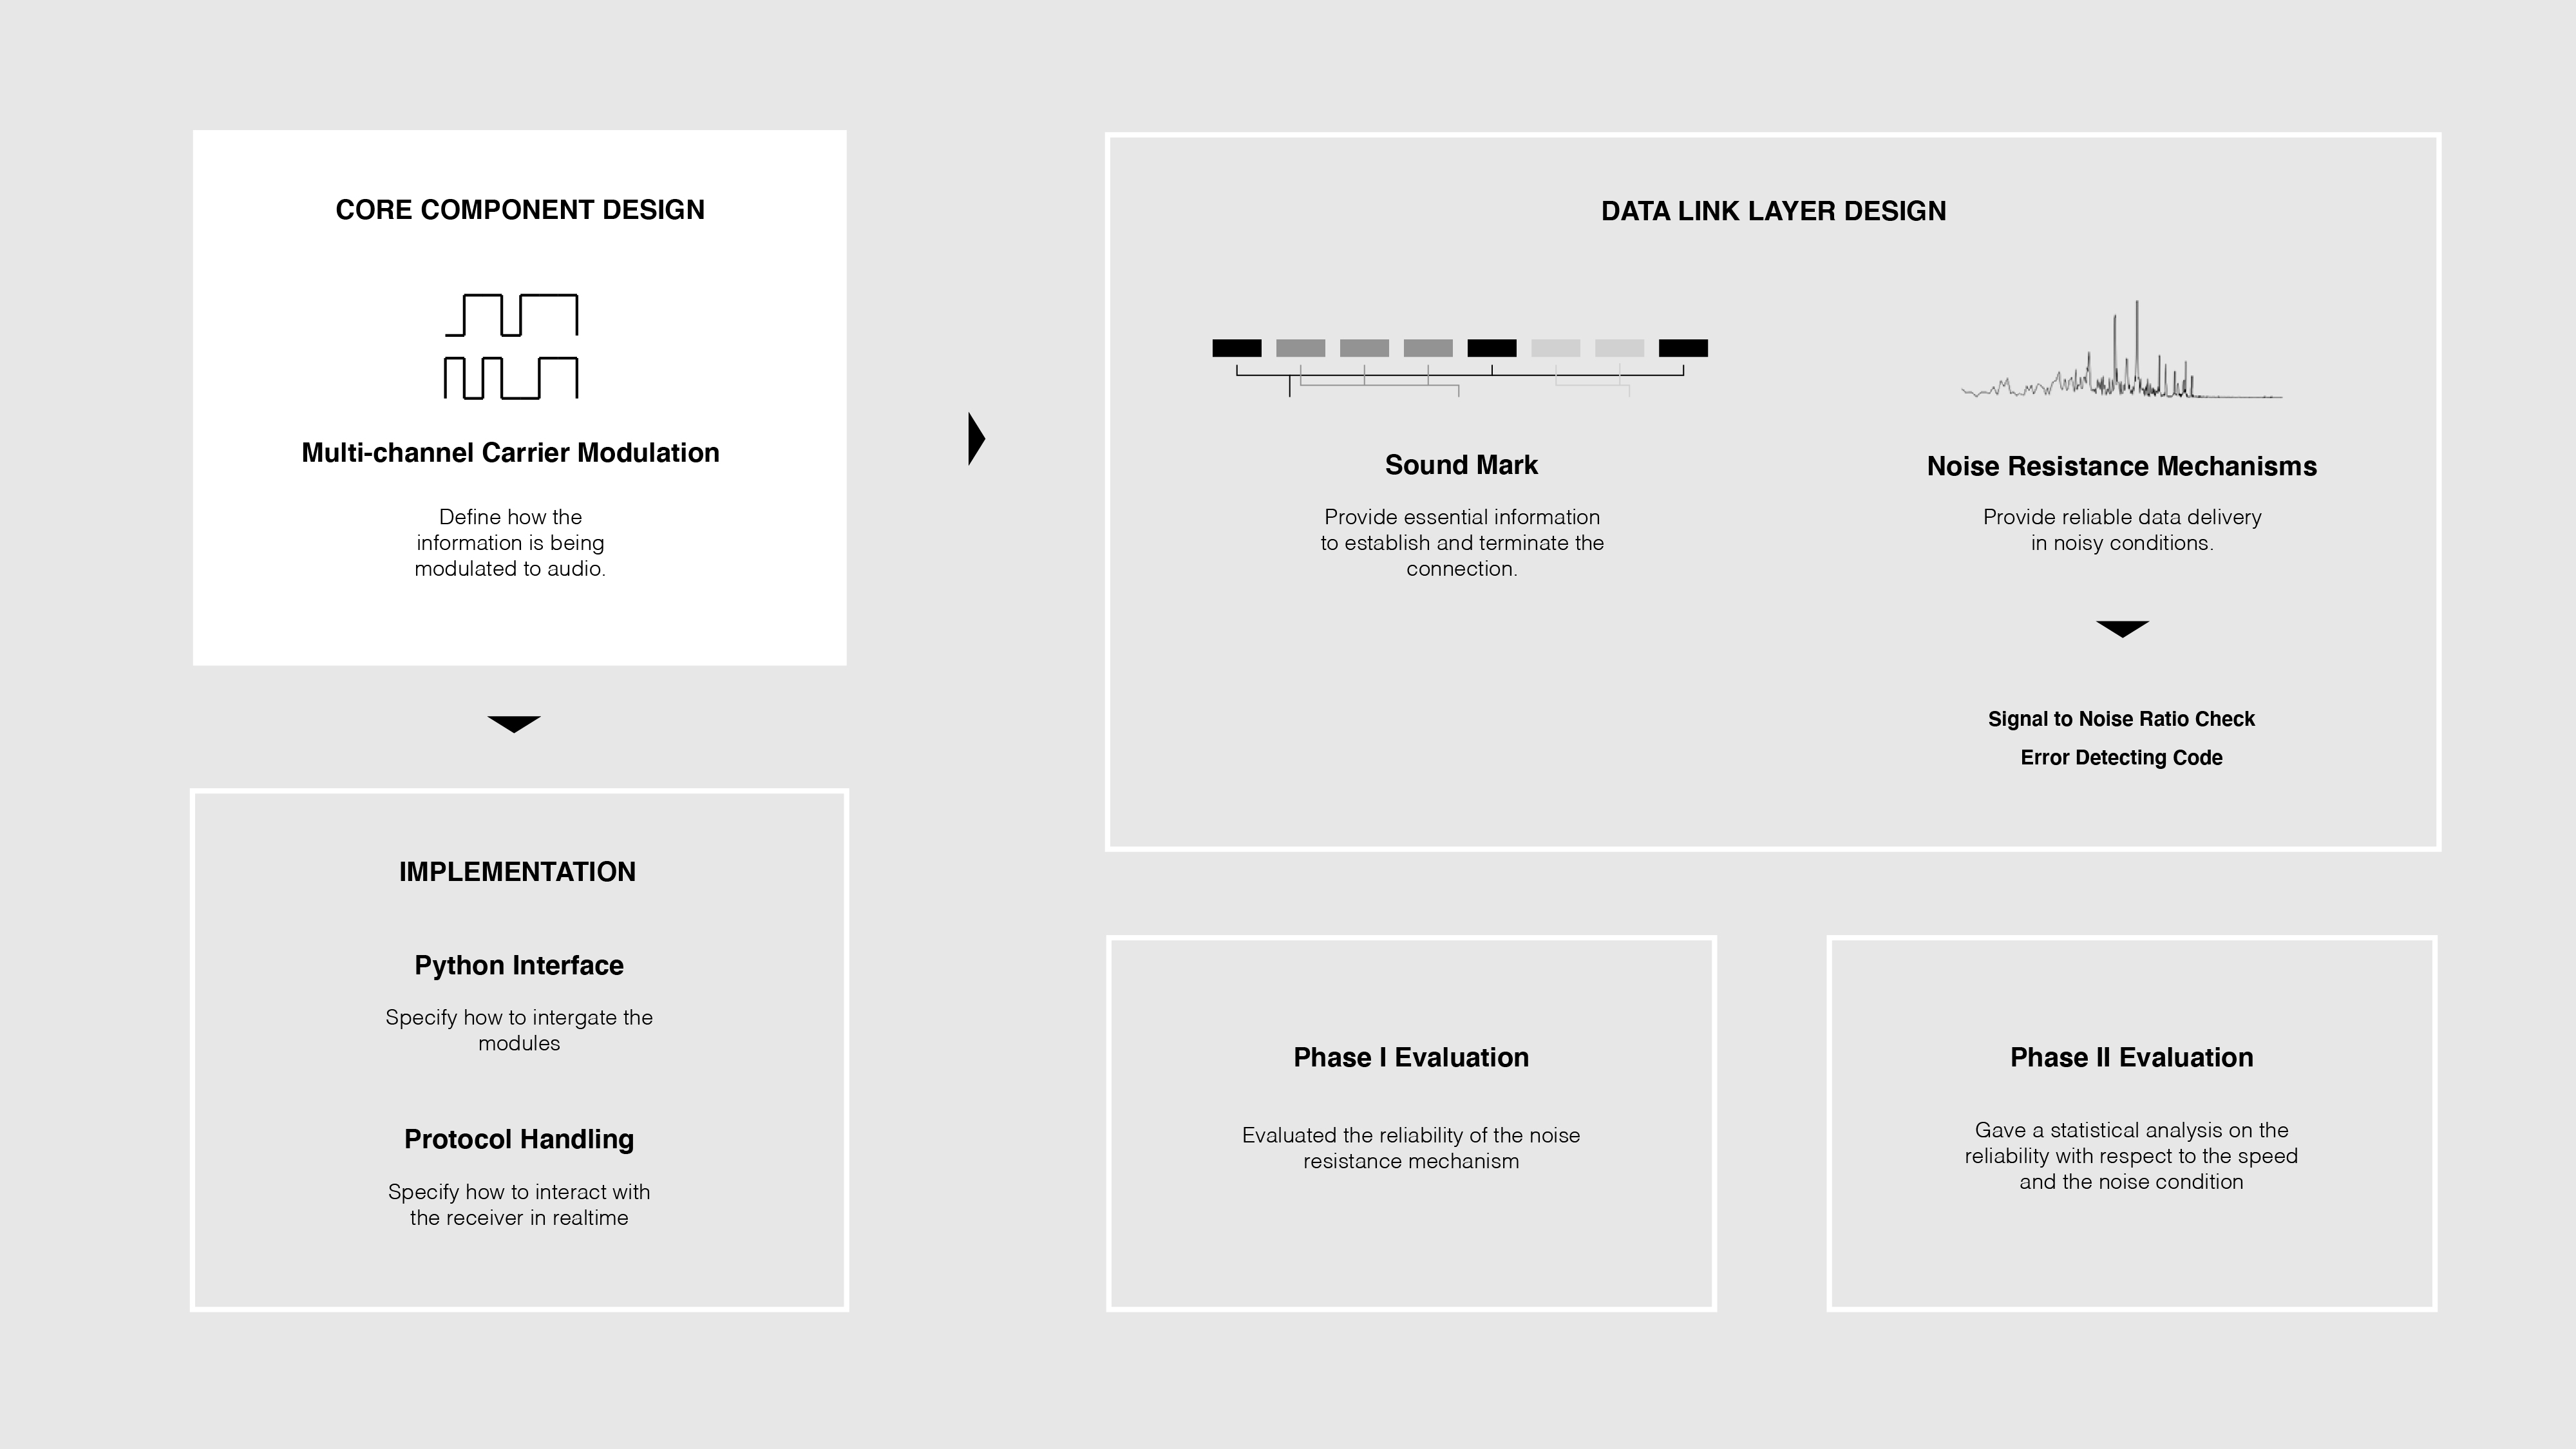 CORE COMPONENT DESIGN
Multi-channel Carrier Modulation
Define how the
information is being
modulated to audio.
DATA LINK LAYER DESIGN
Sound Mark
Provide essential information
to establish and terminate the
connection.
Noise Resistance Mechanisms
Provide reliable data delivery
in noisy conditions.
Signal to Noise Ratio Check
Error Detecting Code
IMPLEMENTATION
Python Interface
Specify how to intergate the
modules
Protocol Handling
Specify how to interact with
the receiver in realtime
Phase I Evaluation
Evaluated the reliability of the noise
resistance mechanism
Phase II Evaluation
Gave a statistical analysis on the
reliability with respect to the speed
and the noise condition